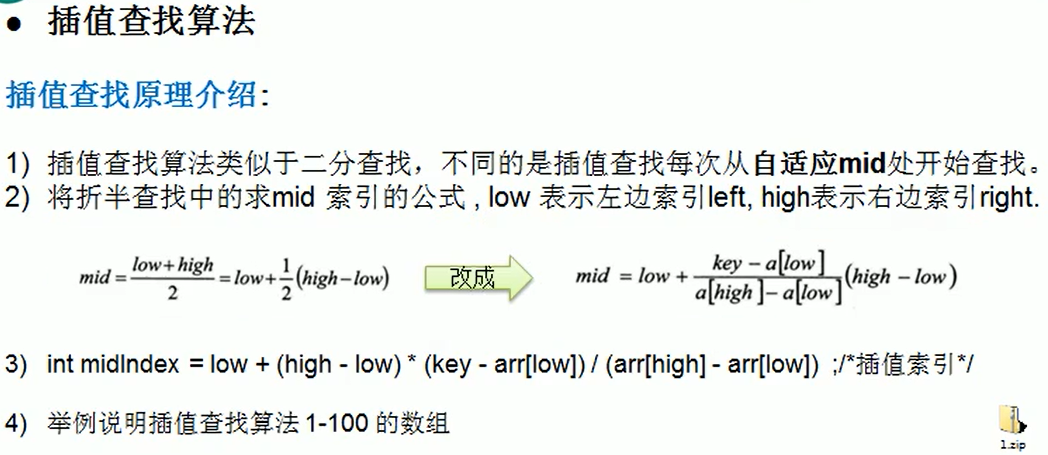 ● 插值查找算法
插值查找原理介绍:
1) 插值查找算法类似于二分查找，不同的是插值查找每次从自适应mid处开始查找。
2) 将折半查找中的求mid 索引的公式 , low 表示左边索引left, high表示右边索引right.
mid = \frac{low+high}{2} = low + \frac{1}{2}(high-low) 改成 mid = low + \frac{key - a[low]}{a[high] - a[low]}(high - low)
3) int midIndex = low + (high - low) * (key - arr[low]) / (arr[high] - arr[low]) ;/*插值索引*/
4) 举例说明插值查找算法 1-100 的数组
1.zip